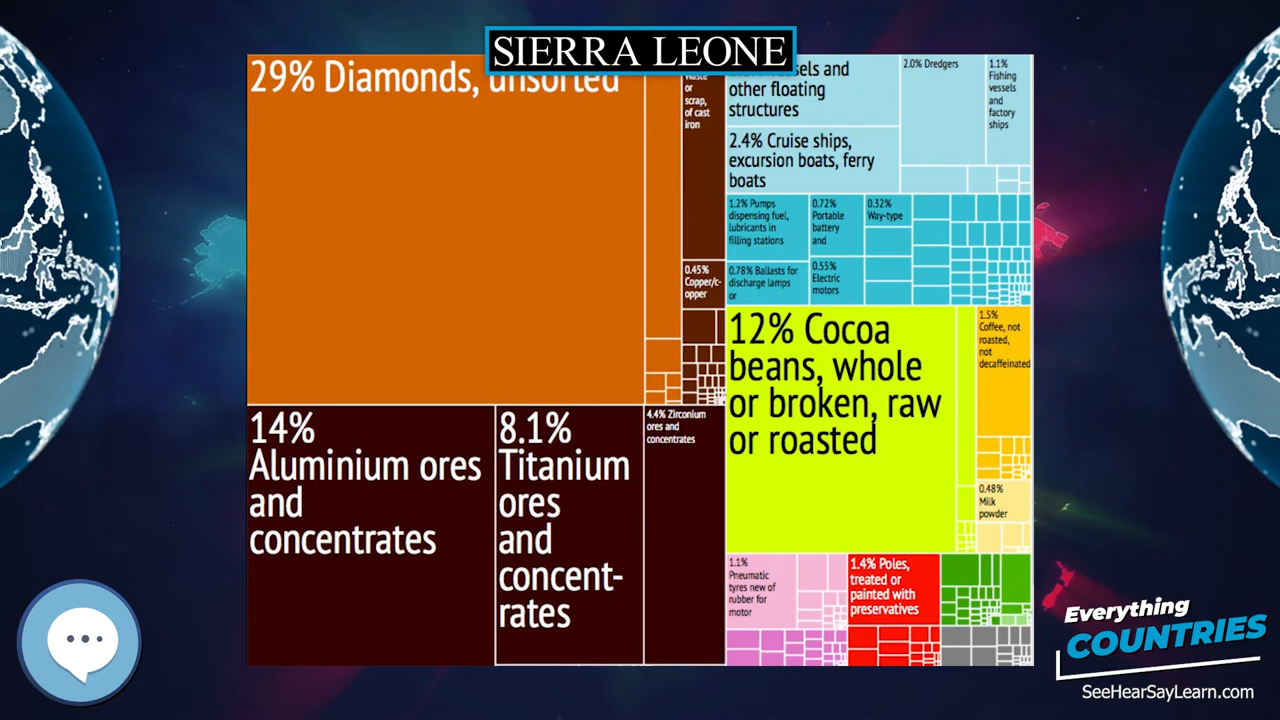 SIERRA LEONE
29% Diamonds, unsorted
Waste
or
scrap,
of cast
iron
0.45%
Copper/c-
opper
14%
Aluminium ores
and
concentrates
8.1%
Titanium
ores
and
concent-
rates
4.4% Zirconium
ores and
concentrates
vessels and
other floating
structures
2.4% Cruise ships,
excursion boats, ferry
boats
2.0% Dredgers
1.1%
Fishing
vessels
and
factory
ships
1.2% Pumps
dispensing fuel,
lubricants in
filling stations
0.72%
Portable
battery
and
0.32%
Way-type
0.78% Ballasts for
discharge lamps
or
0.55%
Electric
motors
12% Cocoa
beans, whole
or broken, raw
or roasted
1.5%
Coffee, not
roasted,
not
decaffeinated
0.48%
Milk
powder
1.1%
Pneumatic
tyres new of
rubber for
motor
1.4% Poles,
treated or
painted with
preservatives
Everything
COUNTRIES
SeeHearSayLearn.com